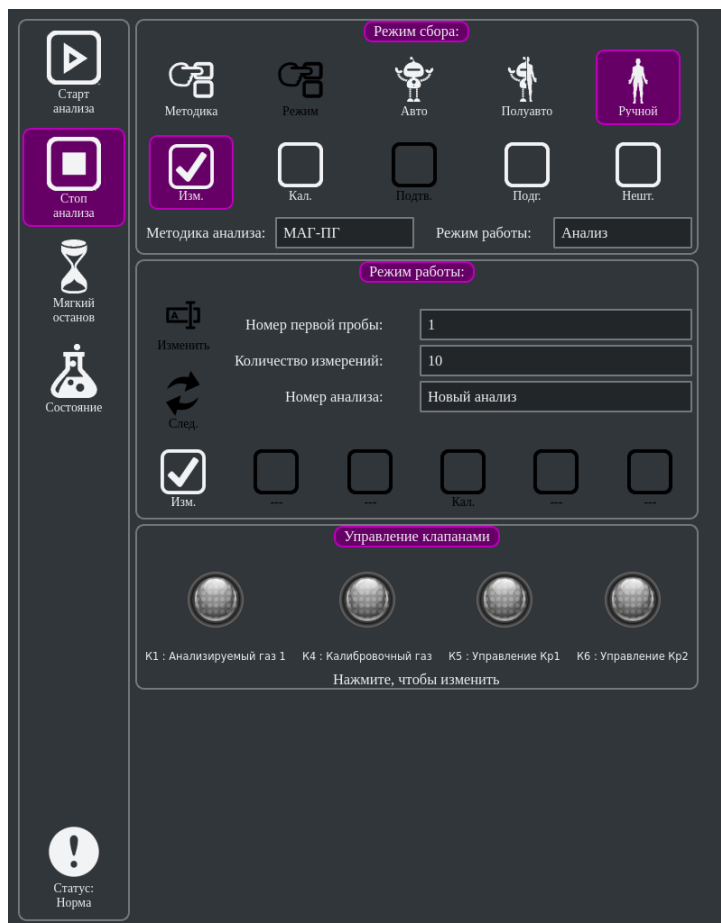 Старт
анализа
Стоп
анализа
Мягкий
останов
Состояние
Статус:
Норма
Режим сбора:
Методика Режим Авто Полуавто Ручной
Изм. Кал. Подтв. Подг. Нешт.
Методика анализа: МАГ-ПГ Режим работы: Анализ
Режим работы:
Изменить
Номер первой пробы: 1
Количество измерений: 10
След.
Номер анализа: Новый анализ
Изм. --- --- Кал. --- ---
Управление клапанами
К1 : Анализируемый газ 1 К4 : Калибровочный газ К5 : Управление Кр1 К6 : Управление Кр2
Нажмите, чтобы изменить